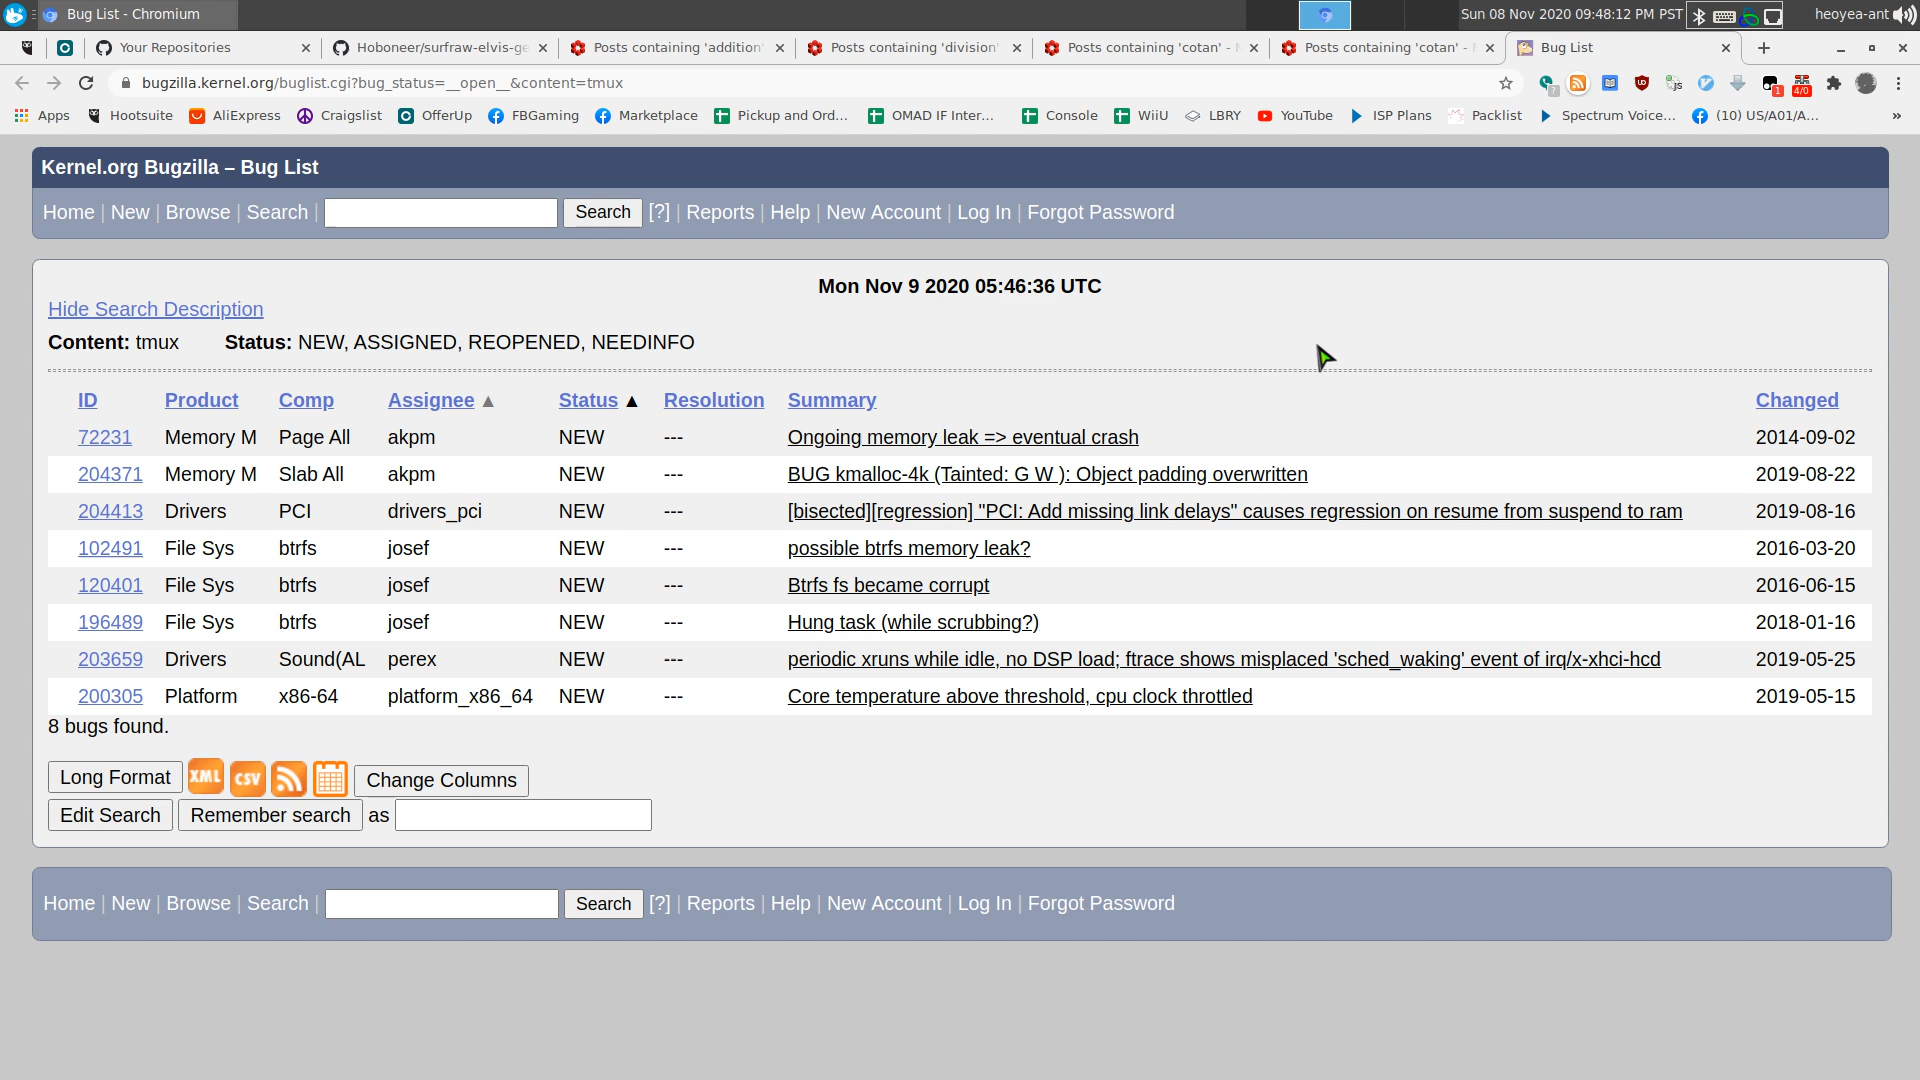 Bug List - Chromium
Sun 08 Nov 2020 09:48:12 PM PST
heoyea-ant
Your Repositories
Hoboneer/surfraw-elvis-ge
Posts containing 'addition'
Posts containing 'division'
Posts containing 'cotan' -
Posts containing 'cotan' -
Bug List
bugzilla.kernel.org/buglist.cgi?bug_status=__open__&content=tmux
1
4/0
Apps
Hootsuite
AliExpress
Craigslist
OfferUp
FBGaming
Marketplace
Pickup and Ord...
OMAD IF Inter...
Console
WiiU
LBRY
YouTube
ISP Plans
Packlist
Spectrum Voice...
(10) US/A01/A...
»
Kernel.org Bugzilla – Bug List
Home | New | Browse | Search | Search [?] | Reports | Help | New Account | Log In | Forgot Password
Mon Nov 9 2020 05:46:36 UTC
Hide Search Description
Content: tmux Status: NEW, ASSIGNED, REOPENED, NEEDINFO
ID Product Comp Assignee ▲ Status ▲ Resolution Summary Changed
72231 Memory M Page All akpm NEW --- Ongoing memory leak => eventual crash 2014-09-02
204371 Memory M Slab All akpm NEW --- BUG kmalloc-4k (Tainted: G W ): Object padding overwritten 2019-08-22
204413 Drivers PCI drivers_pci NEW --- [bisected][regression] "PCI: Add missing link delays" causes regression on resume from suspend to ram 2019-08-16
102491 File Sys btrfs josef NEW --- possible btrfs memory leak? 2016-03-20
120401 File Sys btrfs josef NEW --- Btrfs fs became corrupt 2016-06-15
196489 File Sys btrfs josef NEW --- Hung task (while scrubbing?) 2018-01-16
203659 Drivers Sound(AL perex NEW --- periodic xruns while idle, no DSP load; ftrace shows misplaced 'sched_waking' event of irq/x-xhci-hcd 2019-05-25
200305 Platform x86-64 platform_x86_64 NEW --- Core temperature above threshold, cpu clock throttled 2019-05-15
8 bugs found.
Long Format XML CSV Change Columns
Edit Search Remember search as
Home | New | Browse | Search | Search [?] | Reports | Help | New Account | Log In | Forgot Password